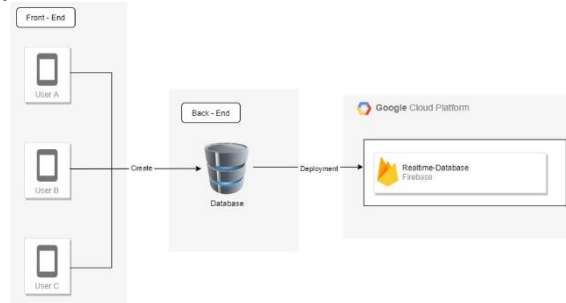 Front - End
User A
User B
User C
Create
Back - End
Database
Deployment
Google Cloud Platform
Realtime-Database
Firebase